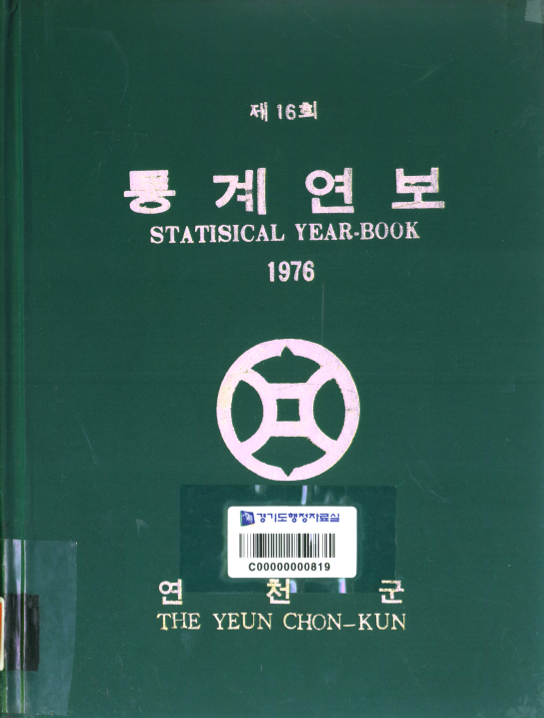 제16회
통계연보
STATISICAL YEAR-BOOK
1976
경기도행정자료실
C00000000819
연천군
THE YEUN CHON-KUN